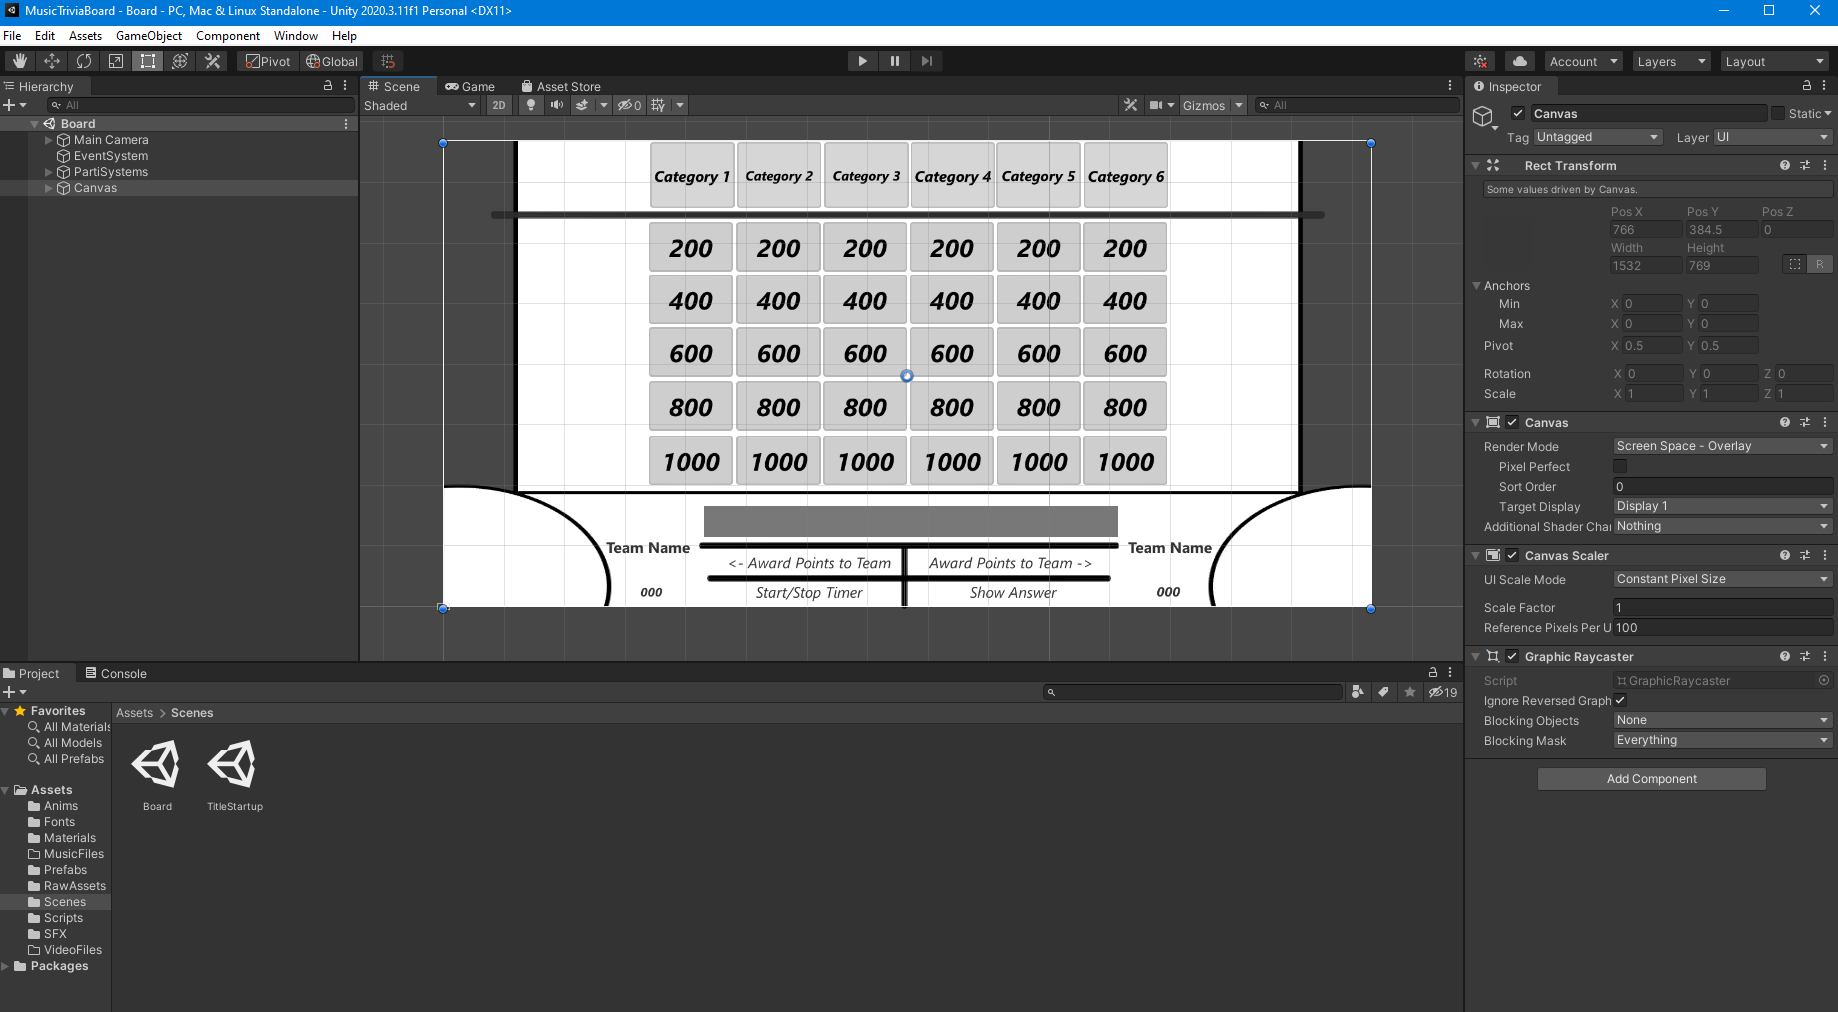 MusicTriviaBoard - Board - PC, Mac & Linux Standalone - Unity 2020.3.11f1 Personal <DX11>
File Edit Assets GameObject Component Window Help
Pivot Global Account Layers Layout
Hierarchy
All
Board
Main Camera
EventSystem
PartiSystems
Canvas
Scene Game Asset Store
Shaded 2D 0 Gizmos All
Category 1 Category 2 Category 3 Category 4 Category 5 Category 6
200 200 200 200 200 200
400 400 400 400 400 400
600 600 600 600 600 600
800 800 800 800 800 800
1000 1000 1000 1000 1000 1000
Team Name Team Name
<- Award Points to Team Award Points to Team ->
000 Start/Stop Timer Show Answer 000
Inspector
Canvas Static
Tag Untagged Layer UI
Rect Transform
Some values driven by Canvas.
Pos X Pos Y Pos Z
766 384.5 0
Width Height
1532 769 R
Anchors
Min X 0 Y 0
Max X 0 Y 0
Pivot X 0.5 Y 0.5
Rotation X 0 Y 0 Z 0
Scale X 1 Y 1 Z 1
Canvas
Render Mode Screen Space - Overlay
Pixel Perfect
Sort Order 0
Target Display Display 1
Additional Shader Chan Nothing
Canvas Scaler
UI Scale Mode Constant Pixel Size
Scale Factor 1
Reference Pixels Per U 100
Graphic Raycaster
Script GraphicRaycaster
Ignore Reversed Graph
Blocking Objects None
Blocking Mask Everything
Add Component
Project Console
19
Favorites
All Materials
All Models
All Prefabs
Assets
Anims
Fonts
Materials
MusicFiles
Prefabs
RawAssets
Scenes
Scripts
SFX
VideoFiles
Packages
Assets > Scenes
Board TitleStartup